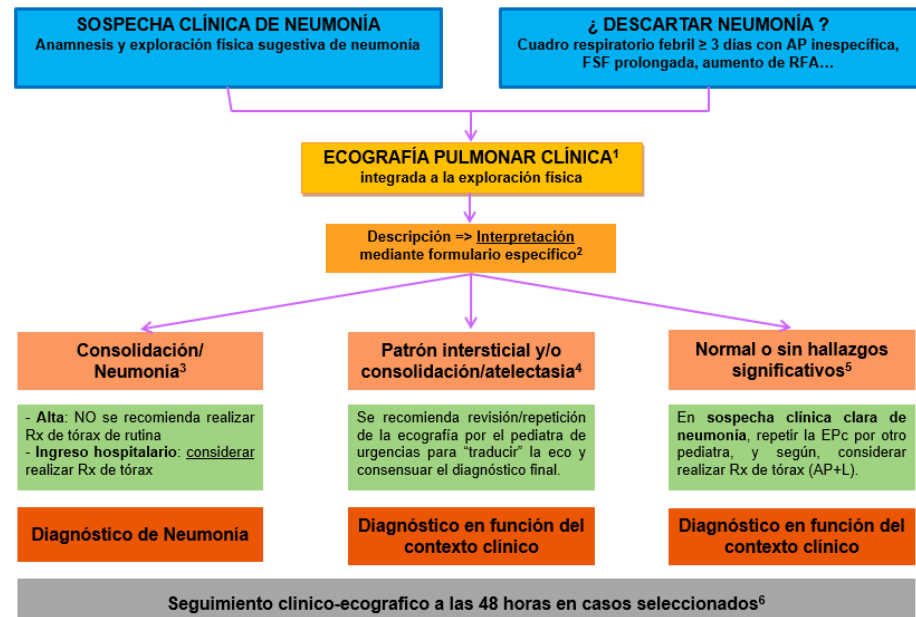 SOSPECHA CLÍNICA DE NEUMONÍA
Anamnesis y exploración física sugestiva de neumonía
¿ DESCARTAR NEUMONÍA ?
Cuadro respiratorio febril ≥ 3 días con AP inespecífica,
FSF prolongada, aumento de RFA…
ECOGRAFÍA PULMONAR CLÍNICA¹
integrada a la exploración física
Descripción => Interpretación
mediante formulario específico²
Consolidación/
Neumonía³
- Alta: NO se recomienda realizar
Rx de tórax de rutina
- Ingreso hospitalario: considerar
realizar Rx de tórax
Diagnóstico de Neumonía
Patrón intersticial y/o
consolidación/atelectasia⁴
Se recomienda revisión/repetición
de la ecografía por el pediatra de
urgencias para “traducir” la eco y
consensuar el diagnóstico final.
Diagnóstico en función del
contexto clínico
Normal o sin hallazgos
significativos⁵
En sospecha clínica clara de
neumonía, repetir la EPc por otro
pediatra, y según, considerar
realizar Rx de tórax (AP+L).
Diagnóstico en función del
contexto clínico
Seguimiento clinico-ecografico a las 48 horas en casos seleccionados⁶